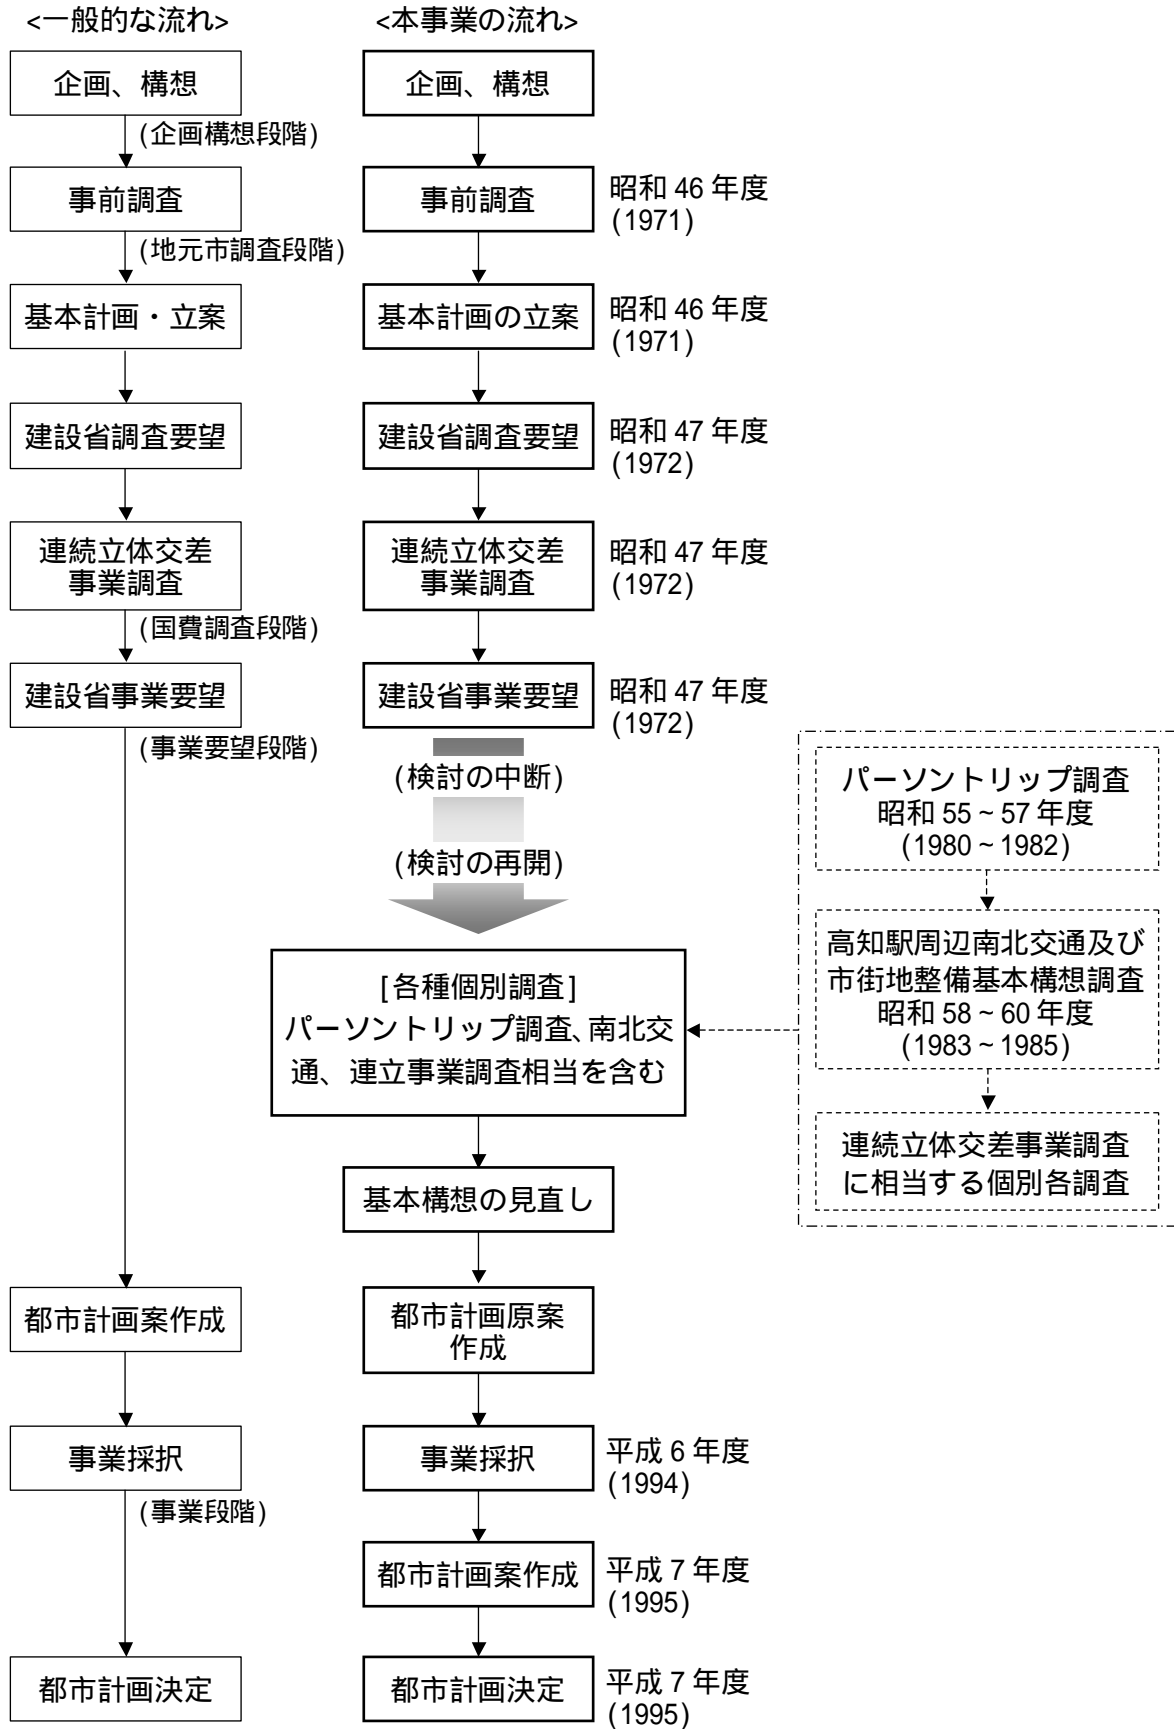 <一般的な流れ>
企画、構想
(企画構想段階)
事前調査
(地元市調査段階)
基本計画・立案
建設省調査要望
連続立体交差
事業調査
(国費調査段階)
建設省事業要望
(事業要望段階)
都市計画案作成
事業採択
(事業段階)
都市計画決定
<本事業の流れ>
企画、構想
事前調査
昭和 46 年度
(1971)
基本計画の立案
昭和 46 年度
(1971)
建設省調査要望
昭和 47 年度
(1972)
連続立体交差
事業調査
昭和 47 年度
(1972)
建設省事業要望
昭和 47 年度
(1972)
(検討の中断)
(検討の再開)
[各種個別調査]
パーソントリップ調査、南北交
通、連立事業調査相当を含む
基本構想の見直し
都市計画原案
作成
事業採択
平成 6 年度
(1994)
都市計画案作成
平成 7 年度
(1995)
都市計画決定
平成 7 年度
(1995)
パーソントリップ調査
昭和 55～57 年度
(1980～1982)
高知駅周辺南北交通及び
市街地整備基本構想調査
昭和 58～60 年度
(1983～1985)
連続立体交差事業調査
に相当する個別各調査